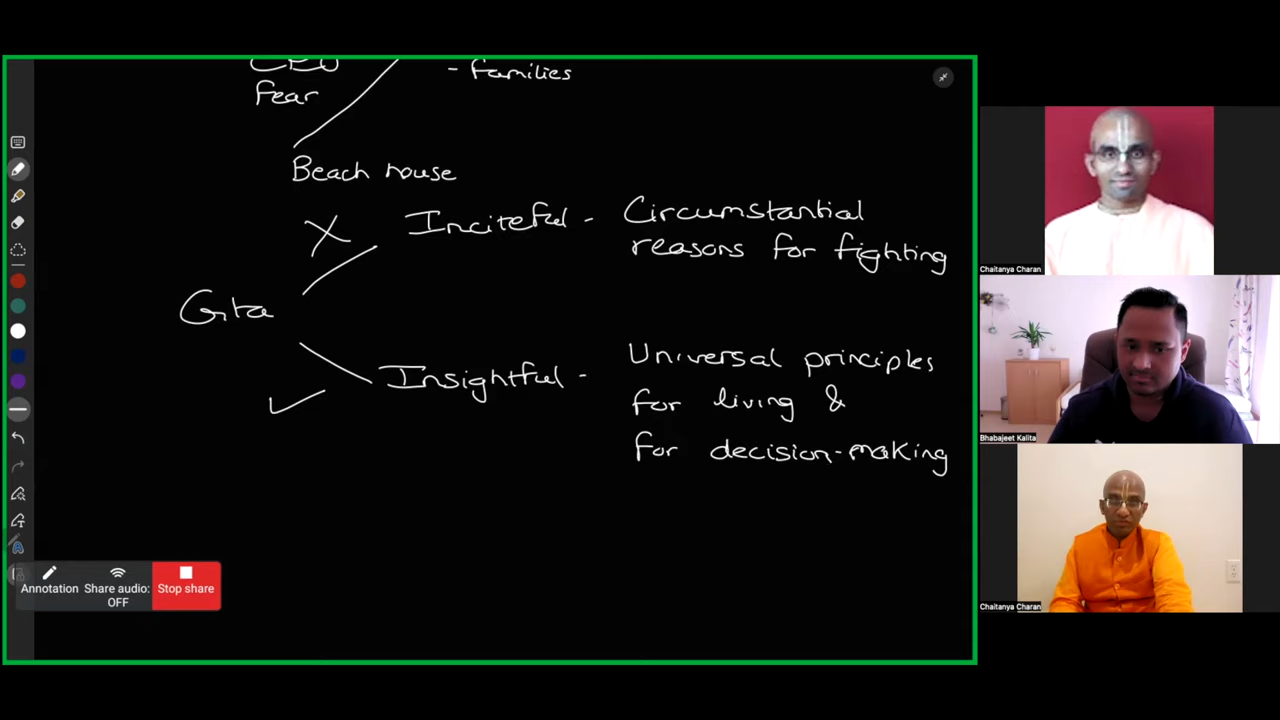 - families
fear
Beach house
X Inciteful - Circumstantial
reasons for fighting
Gita
Insightful - Universal principles
for living &
for decision-making
Annotation
Share audio:
OFF
Stop share
Chaitanya Charan
Bhabajeet Kalita
Chaitanya Charan